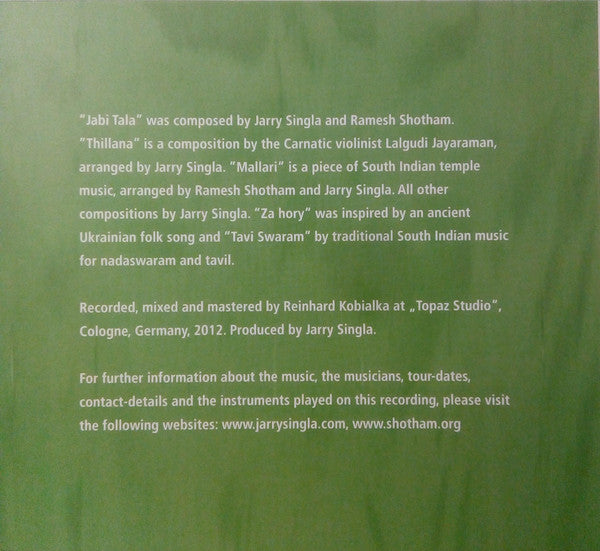 "Jabi Tala" was composed by Jarry Singla and Ramesh Shotham.
"Thillana" is a composition by the Carnatic violinist Lalgudi Jayaraman,
arranged by Jarry Singla. "Mallari" is a piece of South Indian temple
music, arranged by Ramesh Shotham and Jarry Singla. All other
compositions by Jarry Singla. "Za hory" was inspired by an ancient
Ukrainian folk song and "Tavi Swaram" by traditional South Indian music
for nadaswaram and tavil.
Recorded, mixed and mastered by Reinhard Kobialka at „Topaz Studio",
Cologne, Germany, 2012. Produced by Jarry Singla.
For further information about the music, the musicians, tour-dates,
contact-details and the instruments played on this recording, please visit
the following websites: www.jarrysingla.com, www.shotham.org